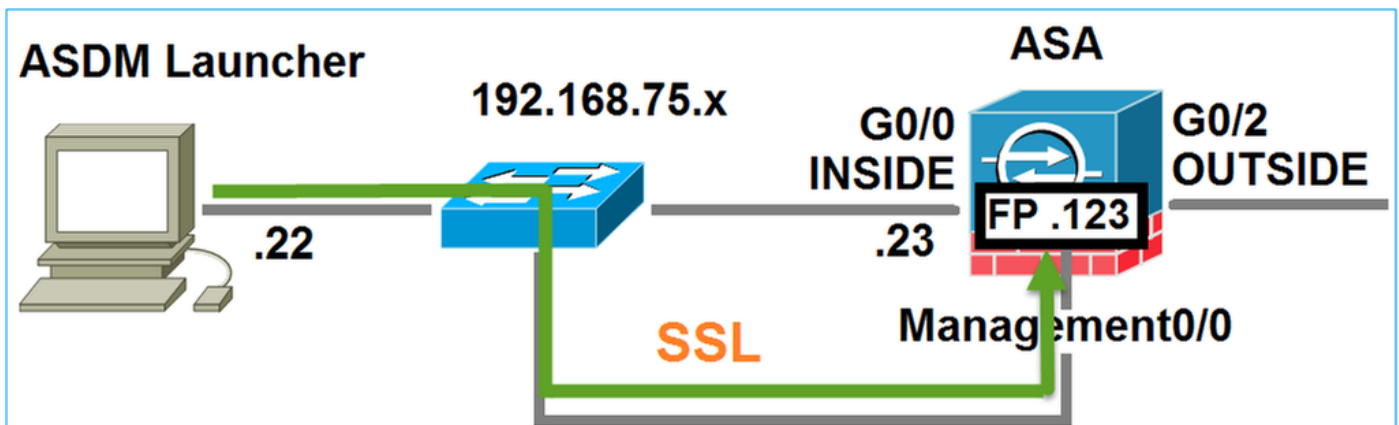 ASDM Launcher
192.168.75.x
ASA
G0/0
INSIDE
G0/2
OUTSIDE
FP .123
.22
.23
Management0/0
SSL